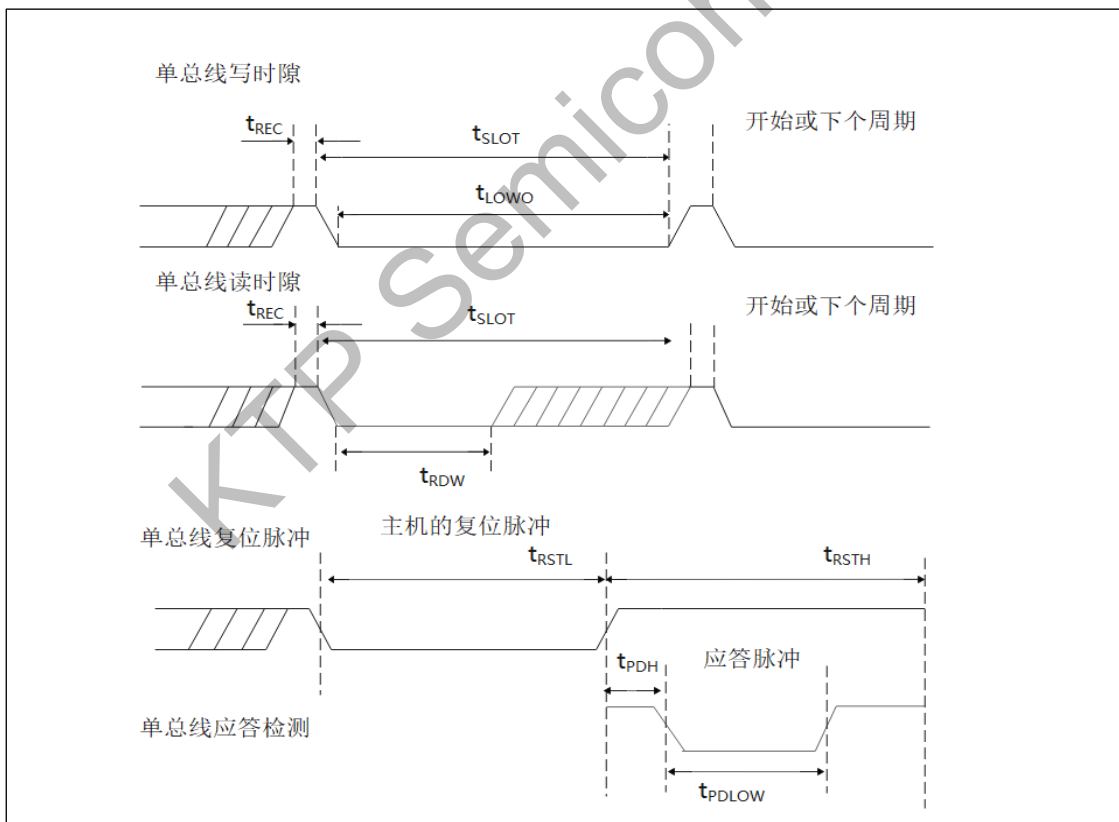 KTP Semicon
单总线写时隙
tREC
tSLOT
开始或下个周期
tLOWO
单总线读时隙
tREC
tSLOT
开始或下个周期
tRDW
单总线复位脉冲
主机的复位脉冲
tRSTL
tRSTH
tPDH
应答脉冲
单总线应答检测
tPDLOW